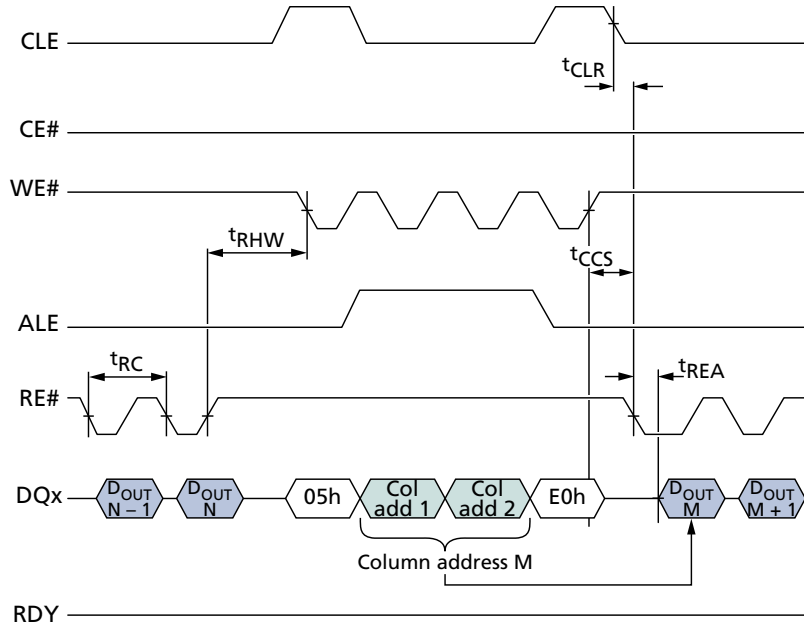 CLE
tCLR
CE#
WE#
tRHW
tCCS
ALE
tRC
tREA
RE#
DQx
DOUT
N – 1
DOUT
N
05h
Col
add 1
Col
add 2
E0h
DOUT
M
DOUT
M + 1
Column address M
RDY